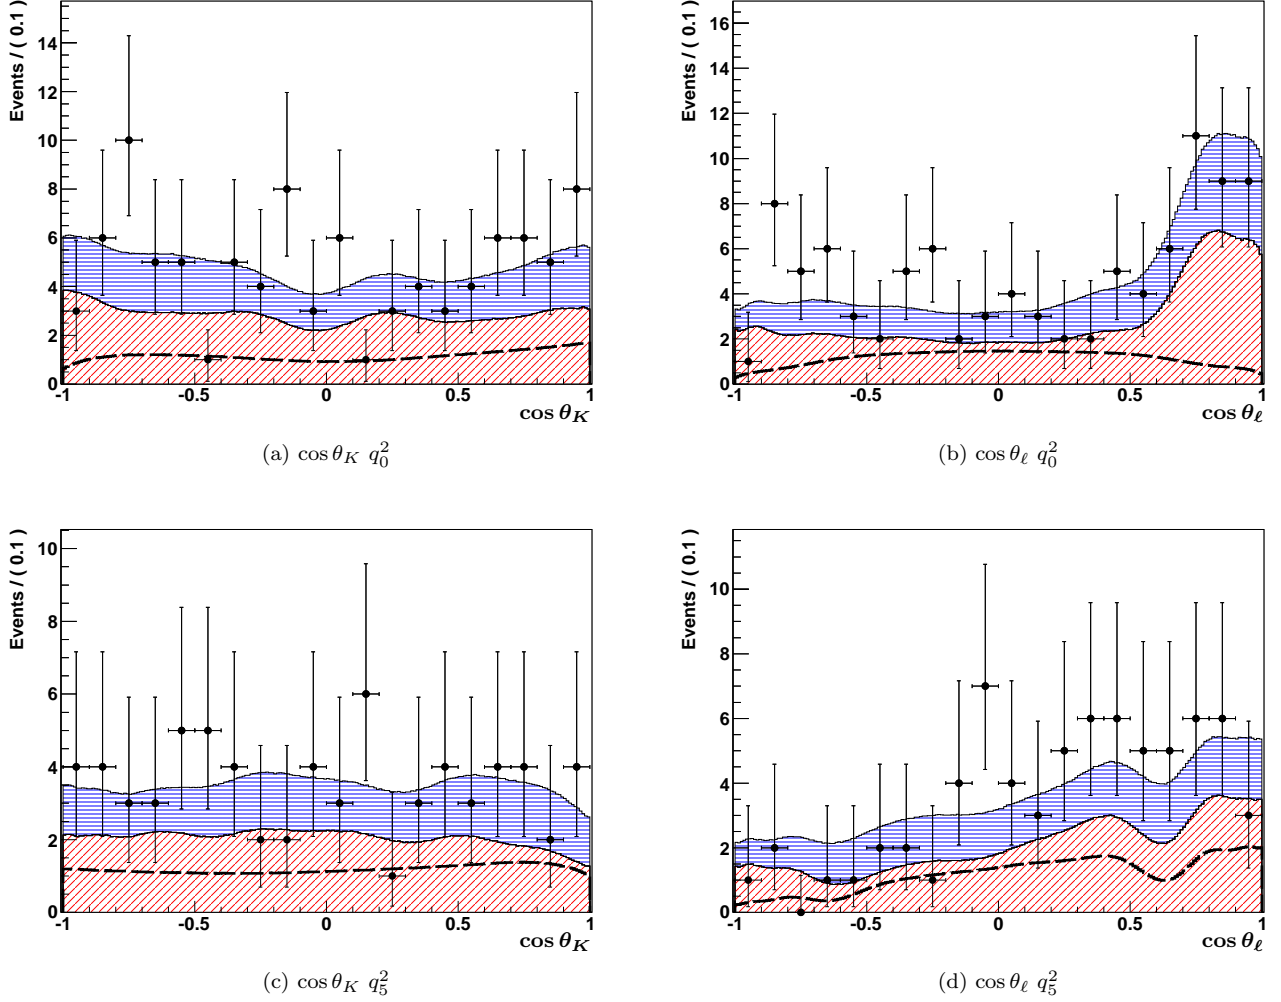 Events / ( 0.1 )
14
12
10
8
6
4
2
0
-1 -0.5 0 0.5 1
cos θ_K
(a) cos θ_K q_0^2
Events / ( 0.1 )
16
14
12
10
8
6
4
2
0
-1 -0.5 0 0.5 1
cos θ_ℓ
(b) cos θ_ℓ q_0^2
Events / ( 0.1 )
10
8
6
4
2
0
-1 -0.5 0 0.5 1
cos θ_K
(c) cos θ_K q_5^2
Events / ( 0.1 )
10
8
6
4
2
0
-1 -0.5 0 0.5 1
cos θ_ℓ
(d) cos θ_ℓ q_5^2